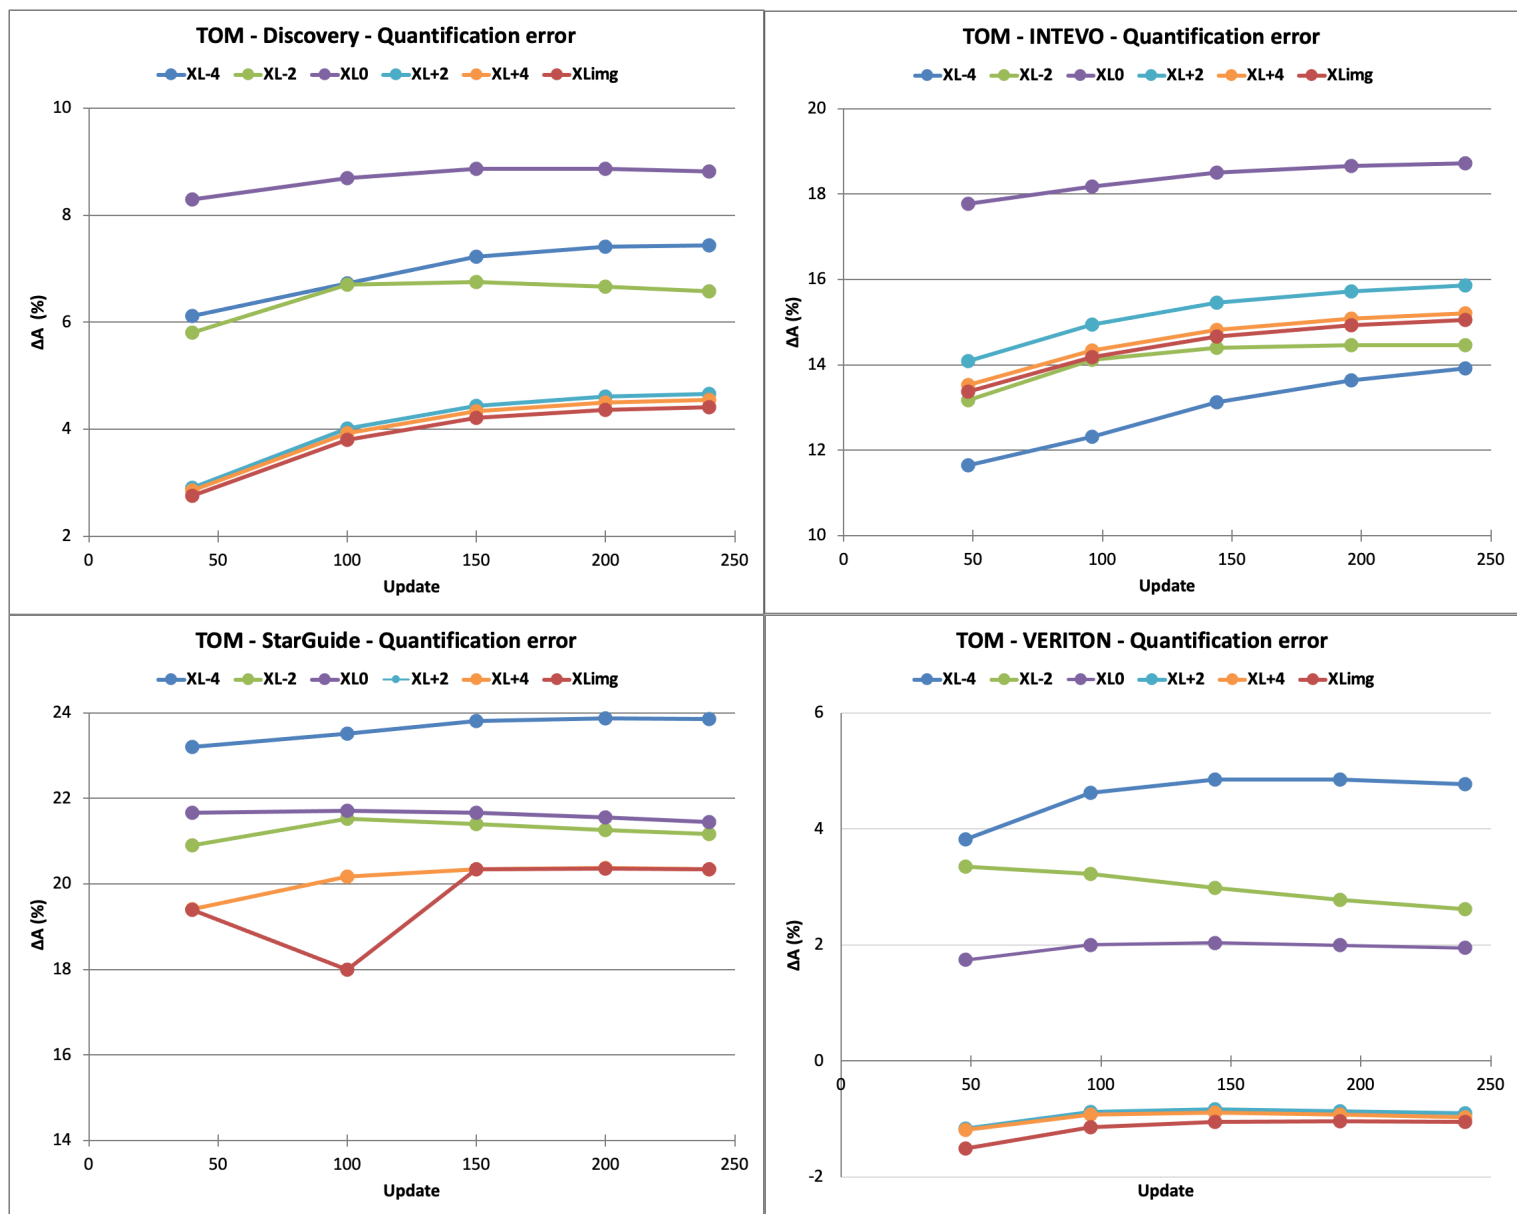 TOM - Discovery - Quantification error
XL-4 XL-2 XL0 XL+2 XL+4 XLimg
10
8
6
4
2
ΔA (%)
0 50 100 150 200 250
Update
TOM - INTEVO - Quantification error
XL-4 XL-2 XL0 XL+2 XL+4 XLimg
20
18
16
14
12
10
ΔA (%)
0 50 100 150 200 250
Update
TOM - StarGuide - Quantification error
XL-4 XL-2 XL0 XL+2 XL+4 XLimg
24
22
20
18
16
14
ΔA (%)
0 50 100 150 200 250
Update
TOM - VERITON - Quantification error
XL-4 XL-2 XL0 XL+2 XL+4 XLimg
6
4
2
0
-2
ΔA (%)
0 50 100 150 200 250
Update